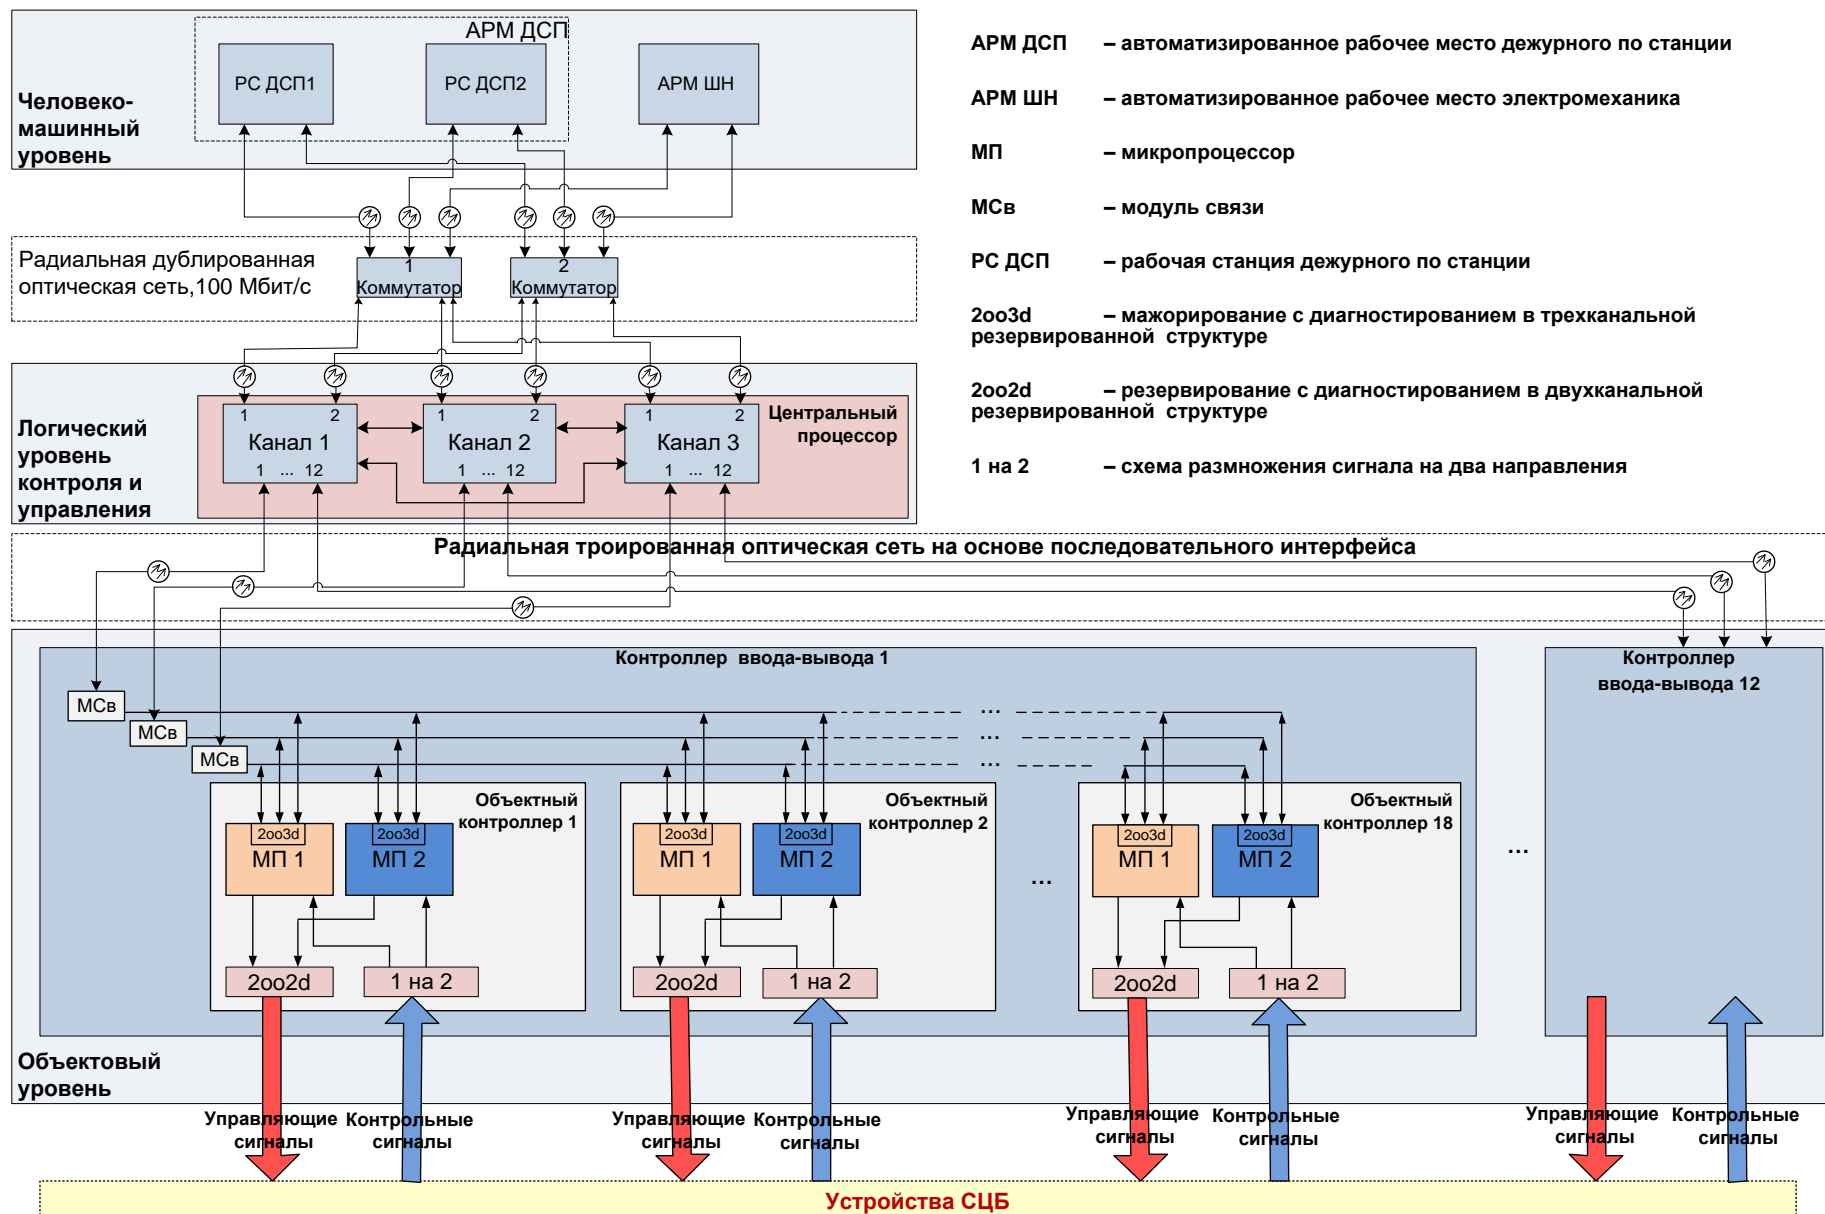 АРМ ДСП
РС ДСП1
РС ДСП2
АРМ ШН
Человеко-
машинный
уровень
Радиальная дублированная
оптическая сеть,100 Мбит/с
1
Коммутатор
2
Коммутатор
Логический
уровень
контроля и
управления
Центральный
процессор
1 2
Канал 1
1 ... 12
1 2
Канал 2
1 ... 12
1 2
Канал 3
1 ... 12
АРМ ДСП – автоматизированное рабочее место дежурного по станции
АРМ ШН – автоматизированное рабочее место электромеханика
МП – микропроцессор
МСв – модуль связи
РС ДСП – рабочая станция дежурного по станции
2oo3d – мажорирование с диагностированием в трехканальной
резервированной структуре
2oo2d – резервирование с диагностированием в двухканальной
резервированной структуре
1 на 2 – схема размножения сигнала на два направления
Радиальная троированная оптическая сеть на основе последовательного интерфейса
Контроллер ввода-вывода 1
Контроллер
ввода-вывода 12
МСв
МСв
МСв
...
...
...
Объектный
контроллер 1
2oo3d
МП 1
2oo3d
МП 2
2oo2d
1 на 2
Объектный
контроллер 2
2oo3d
МП 1
2oo3d
МП 2
2oo2d
1 на 2
...
Объектный
контроллер 18
2oo3d
МП 1
2oo3d
МП 2
2oo2d
1 на 2
...
Объектовый
уровень
Управляющие
сигналы
Контрольные
сигналы
Управляющие
сигналы
Контрольные
сигналы
Управляющие
сигналы
Контрольные
сигналы
Управляющие
сигналы
Контрольные
сигналы
Устройства СЦБ